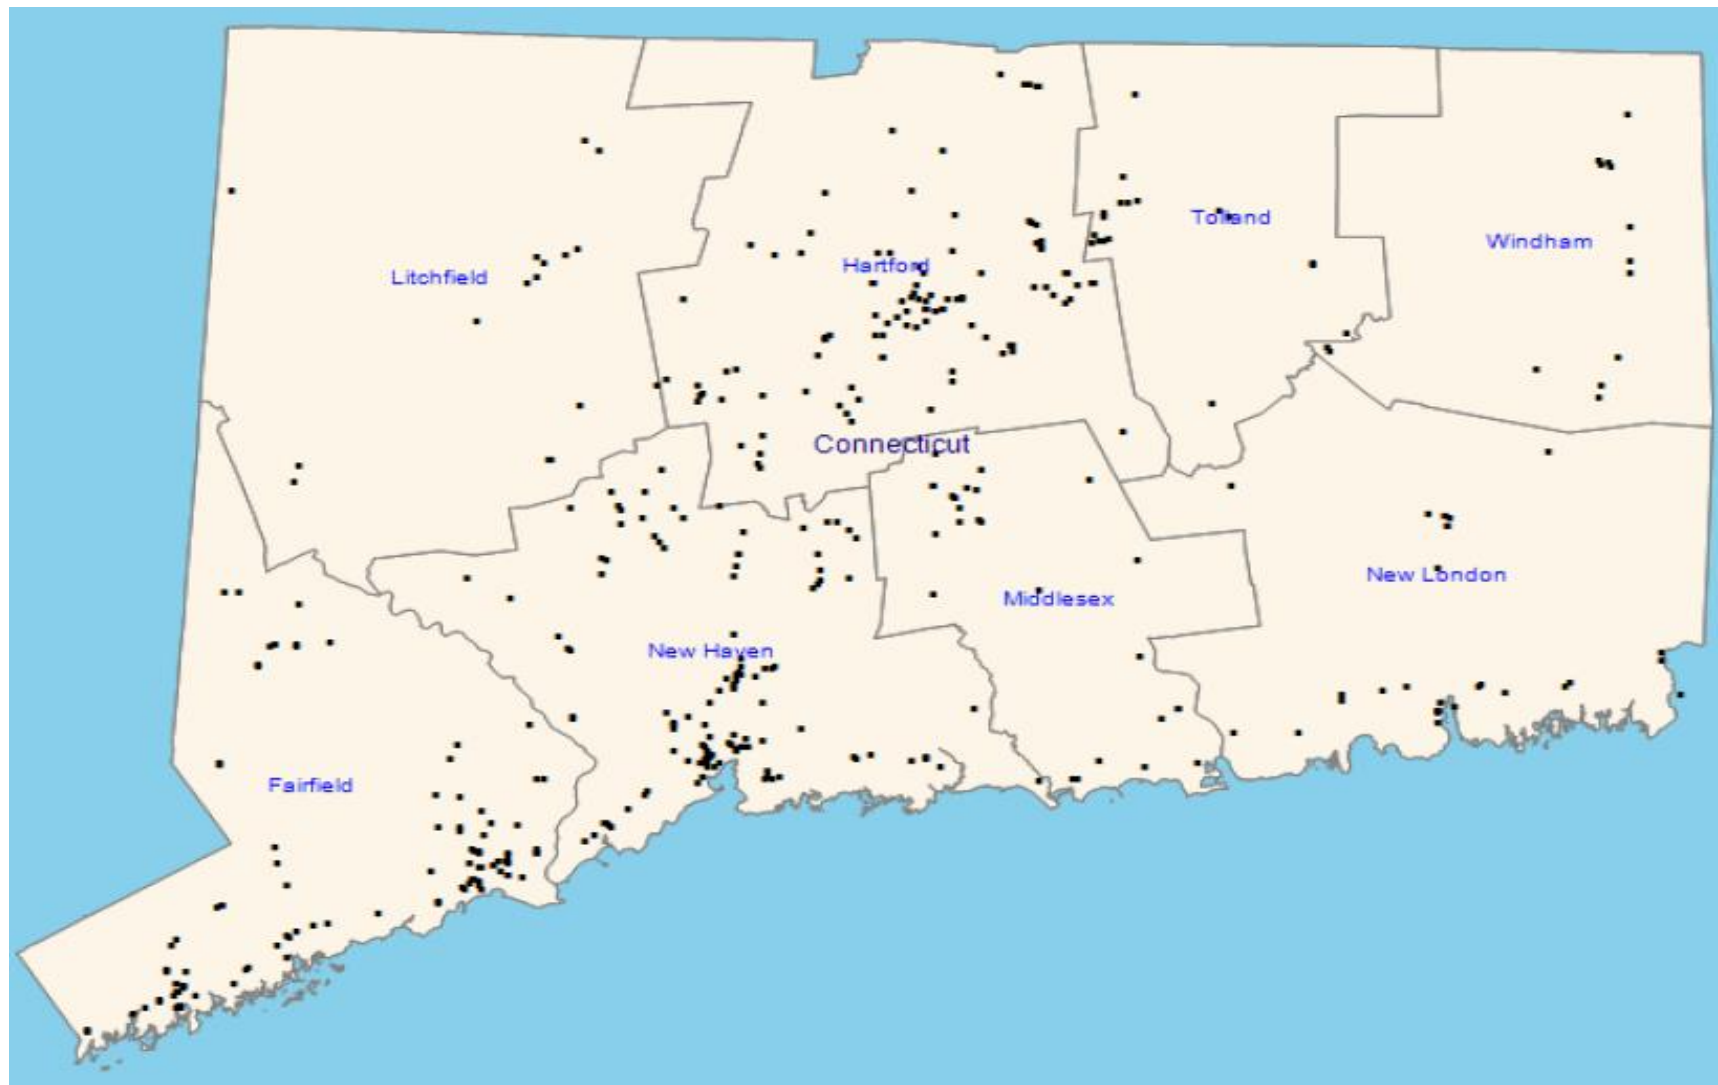 Tolland
Windham
Hartford
Litchfield
Connecticut
New London
Middlesex
New Haven
Fairfield